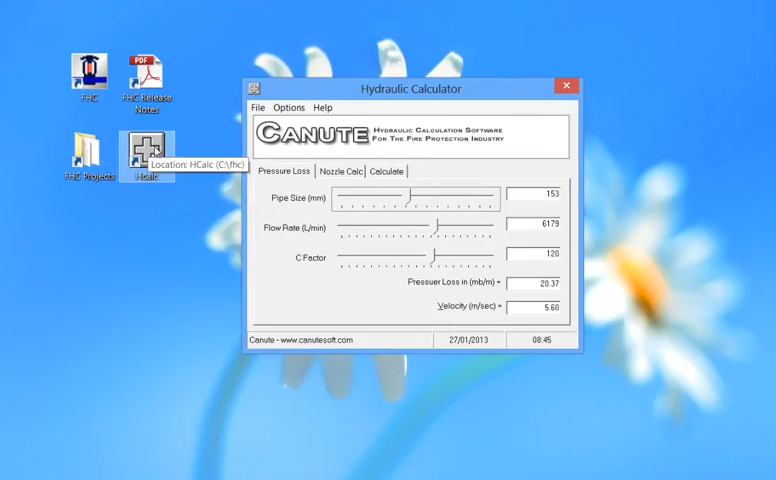 FHC
FHC Release
Notes
FHC Projects
HCalc
Location: HCalc (C:\fhc)
Hydraulic Calculator
File Options Help
CANUTE
HYDRAULIC CALCULATION SOFTWARE
FOR THE FIRE PROTECTION INDUSTRY
Pressure Loss Nozzle Calc Calculate
Pipe Size (mm) 153
Flow Rate (L/min) 6179
C Factor 120
Pressuer Loss in (mb/m) = 20.37
Velocity (m/sec) = 5.60
Canute - www.canutesoft.com 27/01/2013 08:45